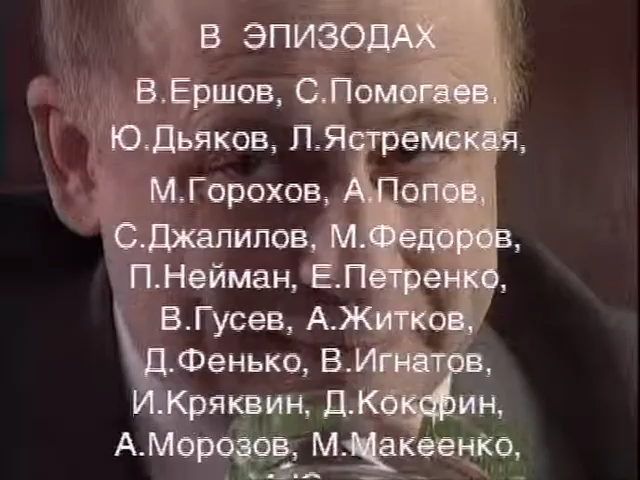 В ЭПИЗОДАХ
В.Ершов, С.Помогаев.
Ю.Дьяков, Л.Ястремская,
М.Горохов, А.Попов,
С.Джалилов, М.Федоров,
П.Нейман, Е.Петренко,
В.Гусев, А.Житков,
Д.Фенько, В.Игнатов,
И.Кряквин, Д.Кокорин,
А.Морозов, М.Макеенко,